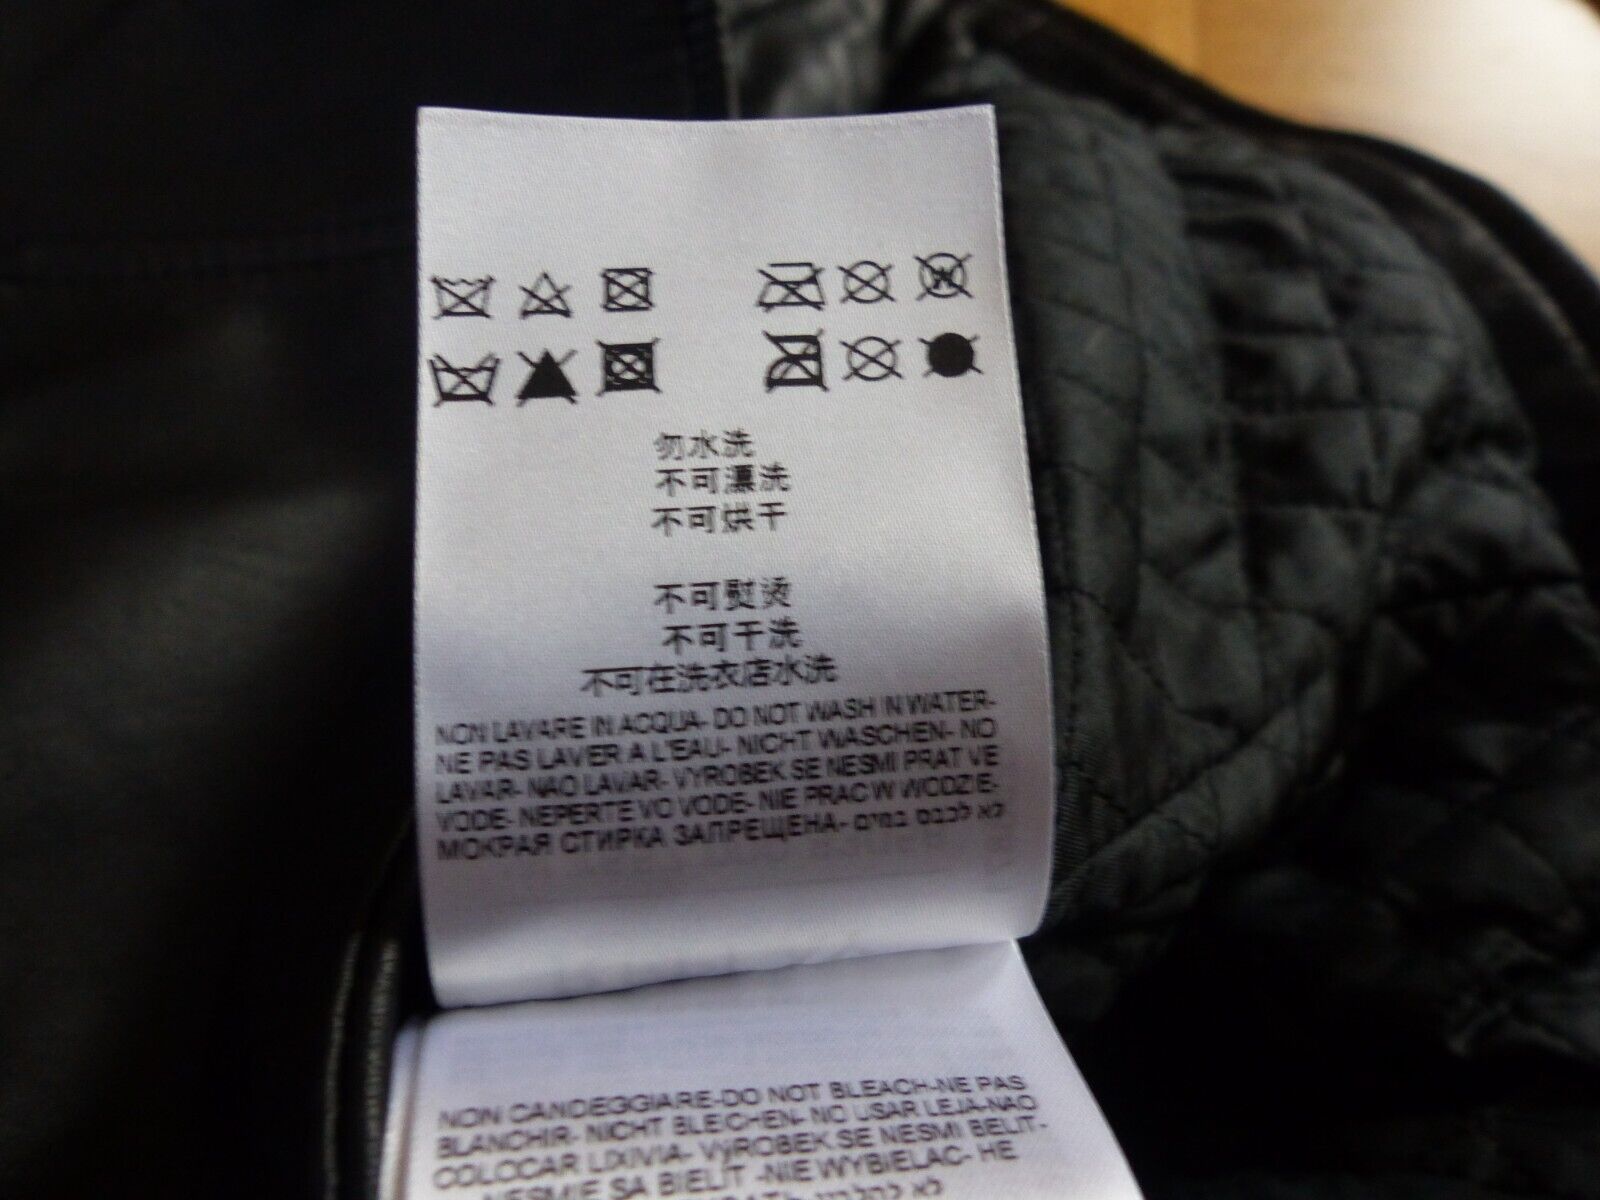 勿水洗
不可漂洗
不可烘干
不可熨烫
不可干洗
不可在洗衣店水洗
NON LAVARE IN ACQUA- DO NOT WASH IN WATER-
NE PAS LAVER A L'EAU- NICHT WASCHEN- NO
LAVAR- NAO LAVAR- VYROBEK SE NESMI PRAT VE
VODE- NEPERTE VO VODE- NIE PRAC W WODZIE-
МОКРАЯ СТИРКА ЗАПРЕЩЕНА- לא לכבס במים
NON CANDEGGIARE-DO NOT BLEACH-NE PAS
BLANCHIR- NICHT BLECHEN- NO USAR LEJA-NAO
COLOCAR LIXIVIA- VyROBEK SE NESMI BELIT-
NESMIE SA BIELIT -NIE WYBIELAC- НЕ